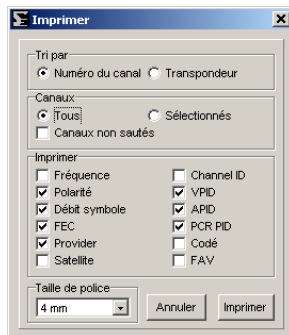 Imprimer
Tri par
Numéro du canal Transpondeur
Canaux
Tous Sélectionnés
Canaux non sautés
Imprimer
Fréquence Channel ID
Polarité VPID
Débit symbole APID
FEC PCR PID
Provider Codé
Satellite FAV
Taille de police
4 mm Annuler Imprimer